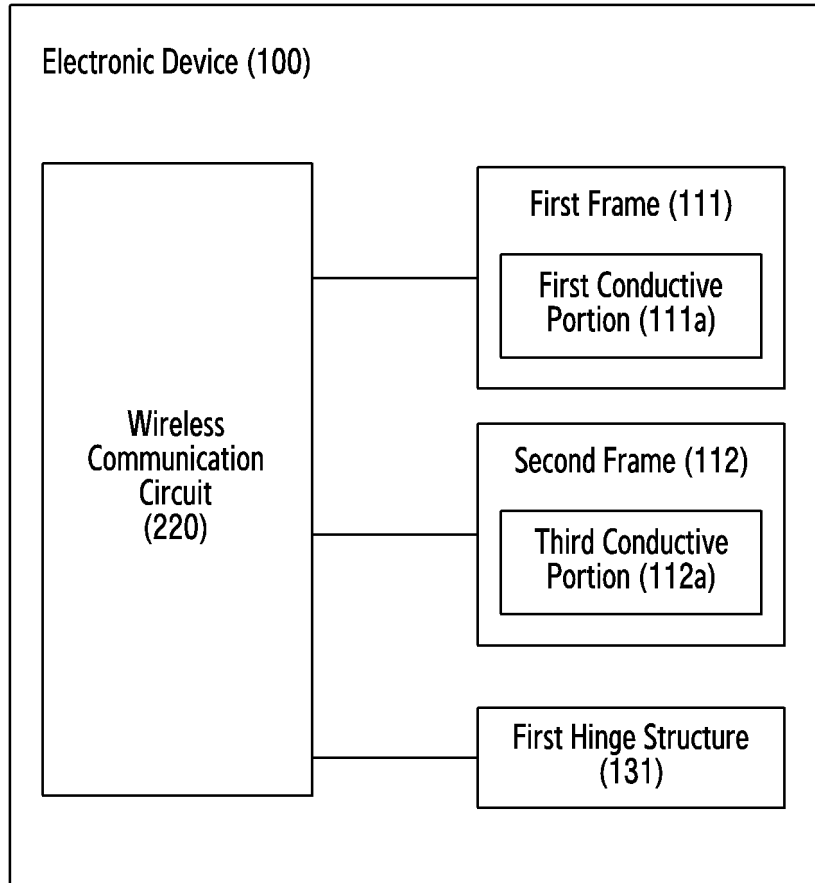 Electronic Device (100)
Wireless
Communication
Circuit
(220)
First Frame (111)
First Conductive
Portion (111a)
Second Frame (112)
Third Conductive
Portion (112a)
First Hinge Structure
(131)